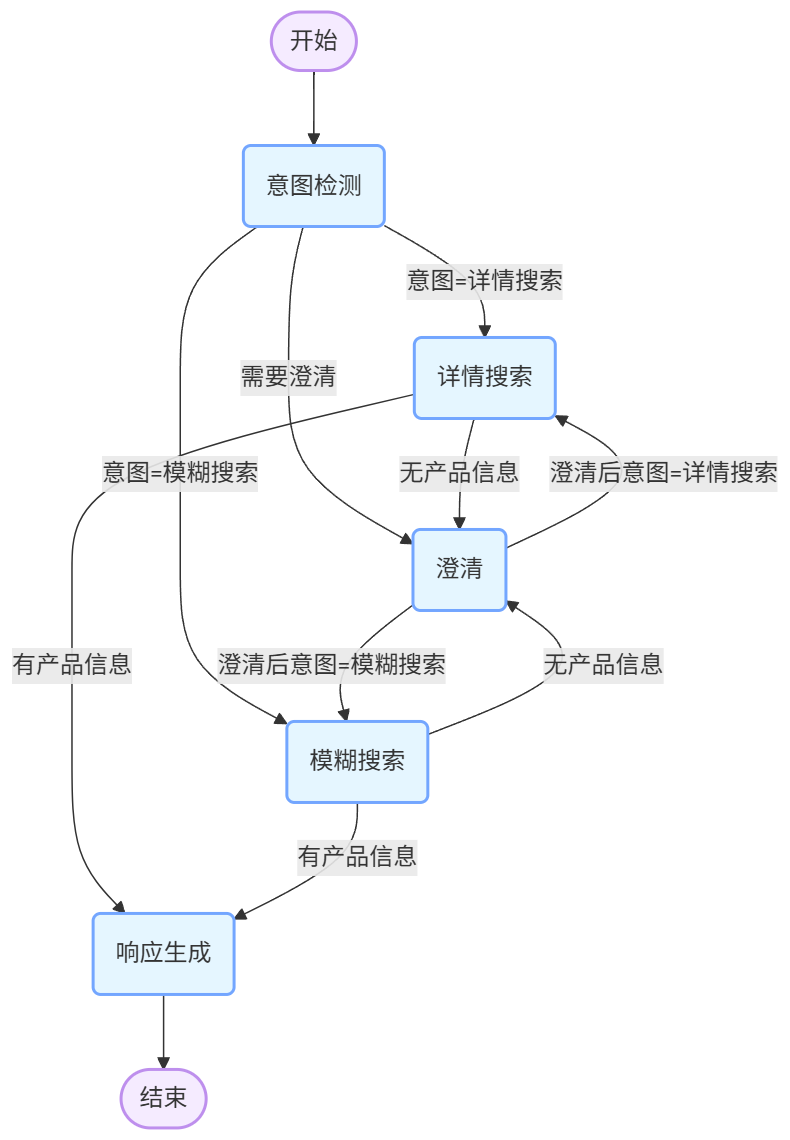 开始
意图检测
意图=详情搜索
需要澄清
详情搜索
意图=模糊搜索
无产品信息
澄清后意图=详情搜索
澄清
有产品信息
澄清后意图=模糊搜索
无产品信息
模糊搜索
有产品信息
响应生成
结束